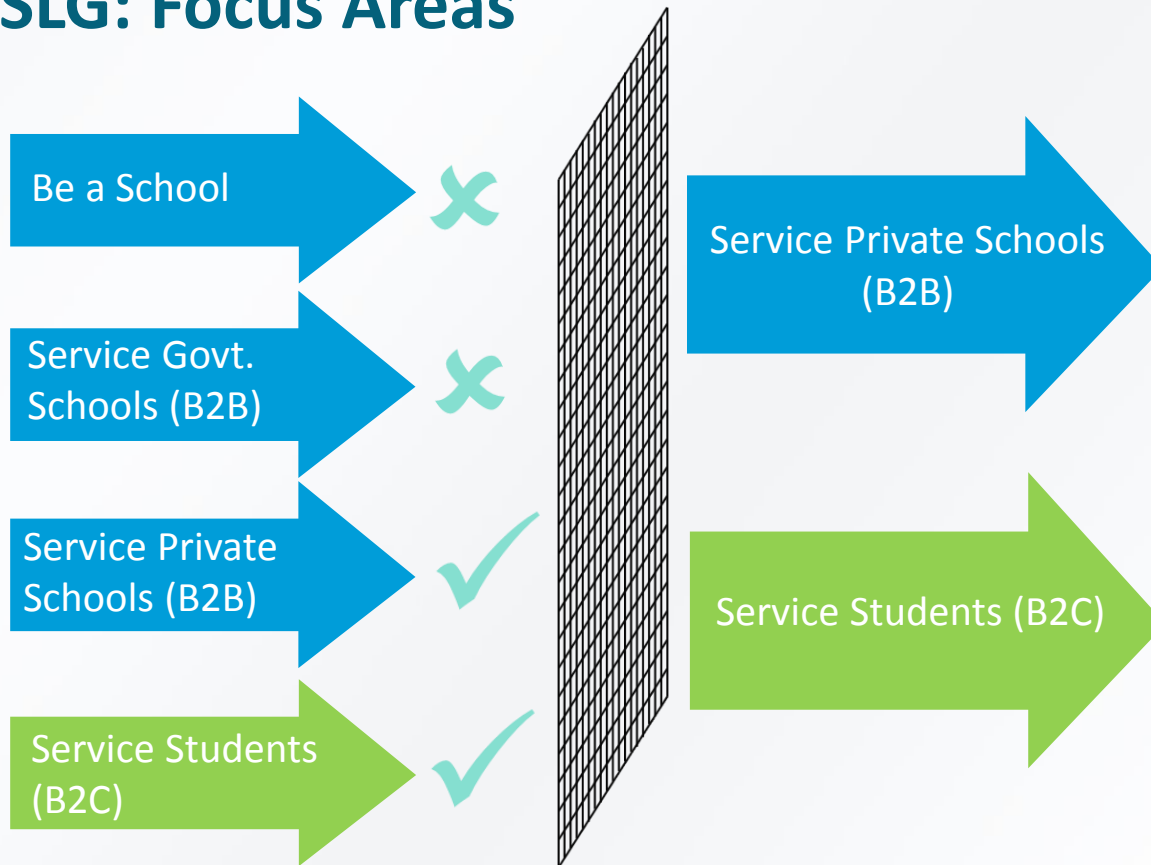 SLG: Focus Areas
Be a School
Service Govt.
Schools (B2B)
Service Private
Schools (B2B)
Service Students
(B2C)
Service Private Schools
(B2B)
Service Students (B2C)